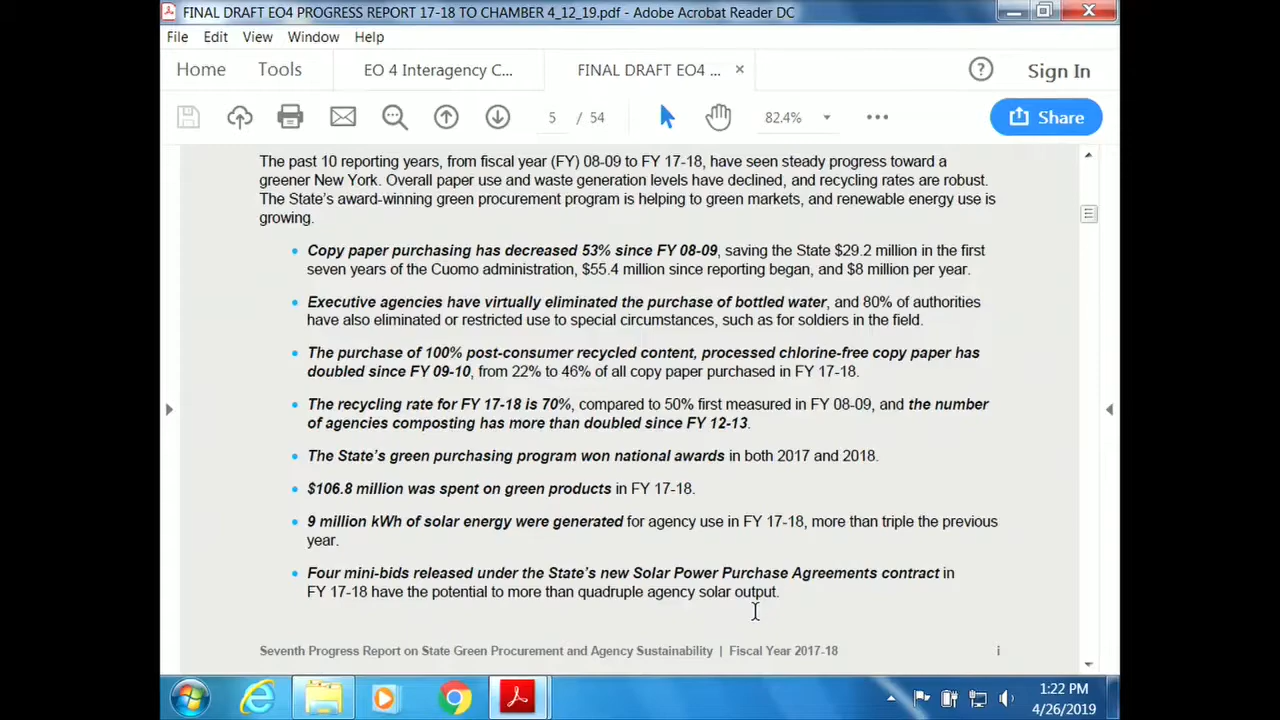 FINAL DRAFT EO4 PROGRESS REPORT 17-18 TO CHAMBER 4_12_19.pdf - Adobe Acrobat Reader DC
File Edit View Window Help
Home Tools EO 4 Interagency C... FINAL DRAFT EO4 ... × Sign In
5 / 54 82.4% Share
The past 10 reporting years, from fiscal year (FY) 08-09 to FY 17-18, have seen steady progress toward a
greener New York. Overall paper use and waste generation levels have declined, and recycling rates are robust.
The State's award-winning green procurement program is helping to green markets, and renewable energy use is
growing.
• Copy paper purchasing has decreased 53% since FY 08-09, saving the State $29.2 million in the first
seven years of the Cuomo administration, $55.4 million since reporting began, and $8 million per year.
• Executive agencies have virtually eliminated the purchase of bottled water, and 80% of authorities
have also eliminated or restricted use to special circumstances, such as for soldiers in the field.
• The purchase of 100% post-consumer recycled content, processed chlorine-free copy paper has
doubled since FY 09-10, from 22% to 46% of all copy paper purchased in FY 17-18.
• The recycling rate for FY 17-18 is 70%, compared to 50% first measured in FY 08-09, and the number
of agencies composting has more than doubled since FY 12-13.
• The State's green purchasing program won national awards in both 2017 and 2018.
• $106.8 million was spent on green products in FY 17-18.
• 9 million kWh of solar energy were generated for agency use in FY 17-18, more than triple the previous
year.
• Four mini-bids released under the State's new Solar Power Purchase Agreements contract in
FY 17-18 have the potential to more than quadruple agency solar output.
Seventh Progress Report on State Green Procurement and Agency Sustainability | Fiscal Year 2017-18 i
1:22 PM
4/26/2019